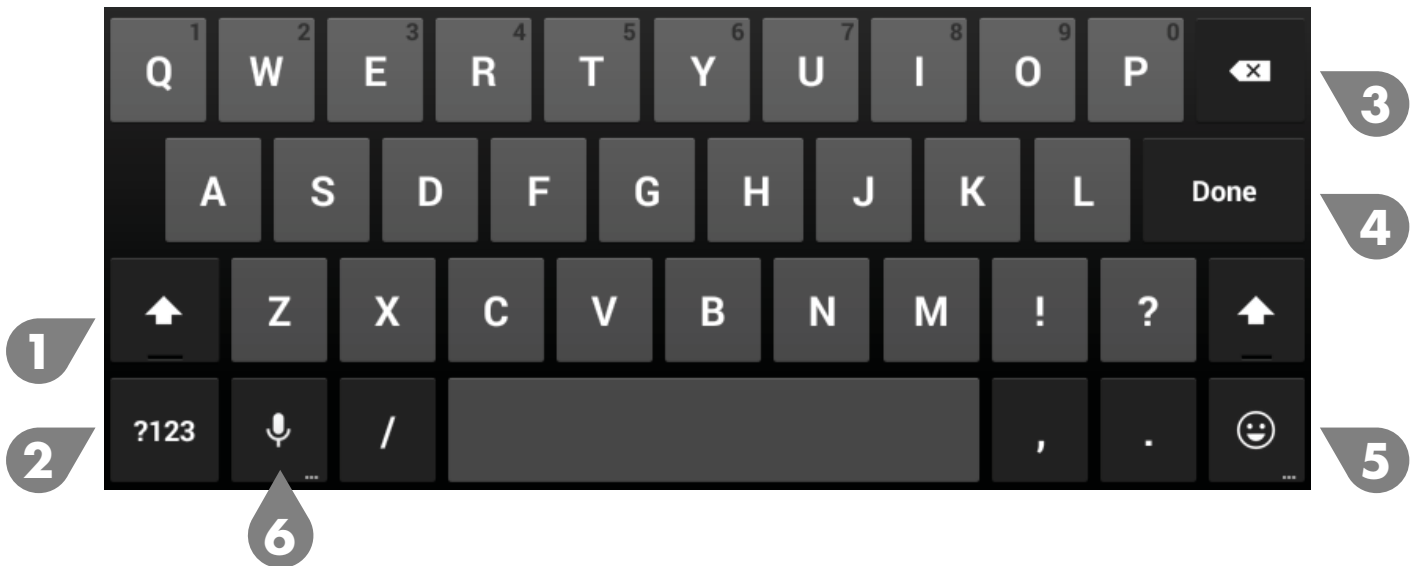 1 2 3 4 5 6 7 8 9 0
Q W E R T Y U I O P
3
A S D F G H J K L Done
4
Z X C V B N M ! ?
1
?123 / , .
2
5
6